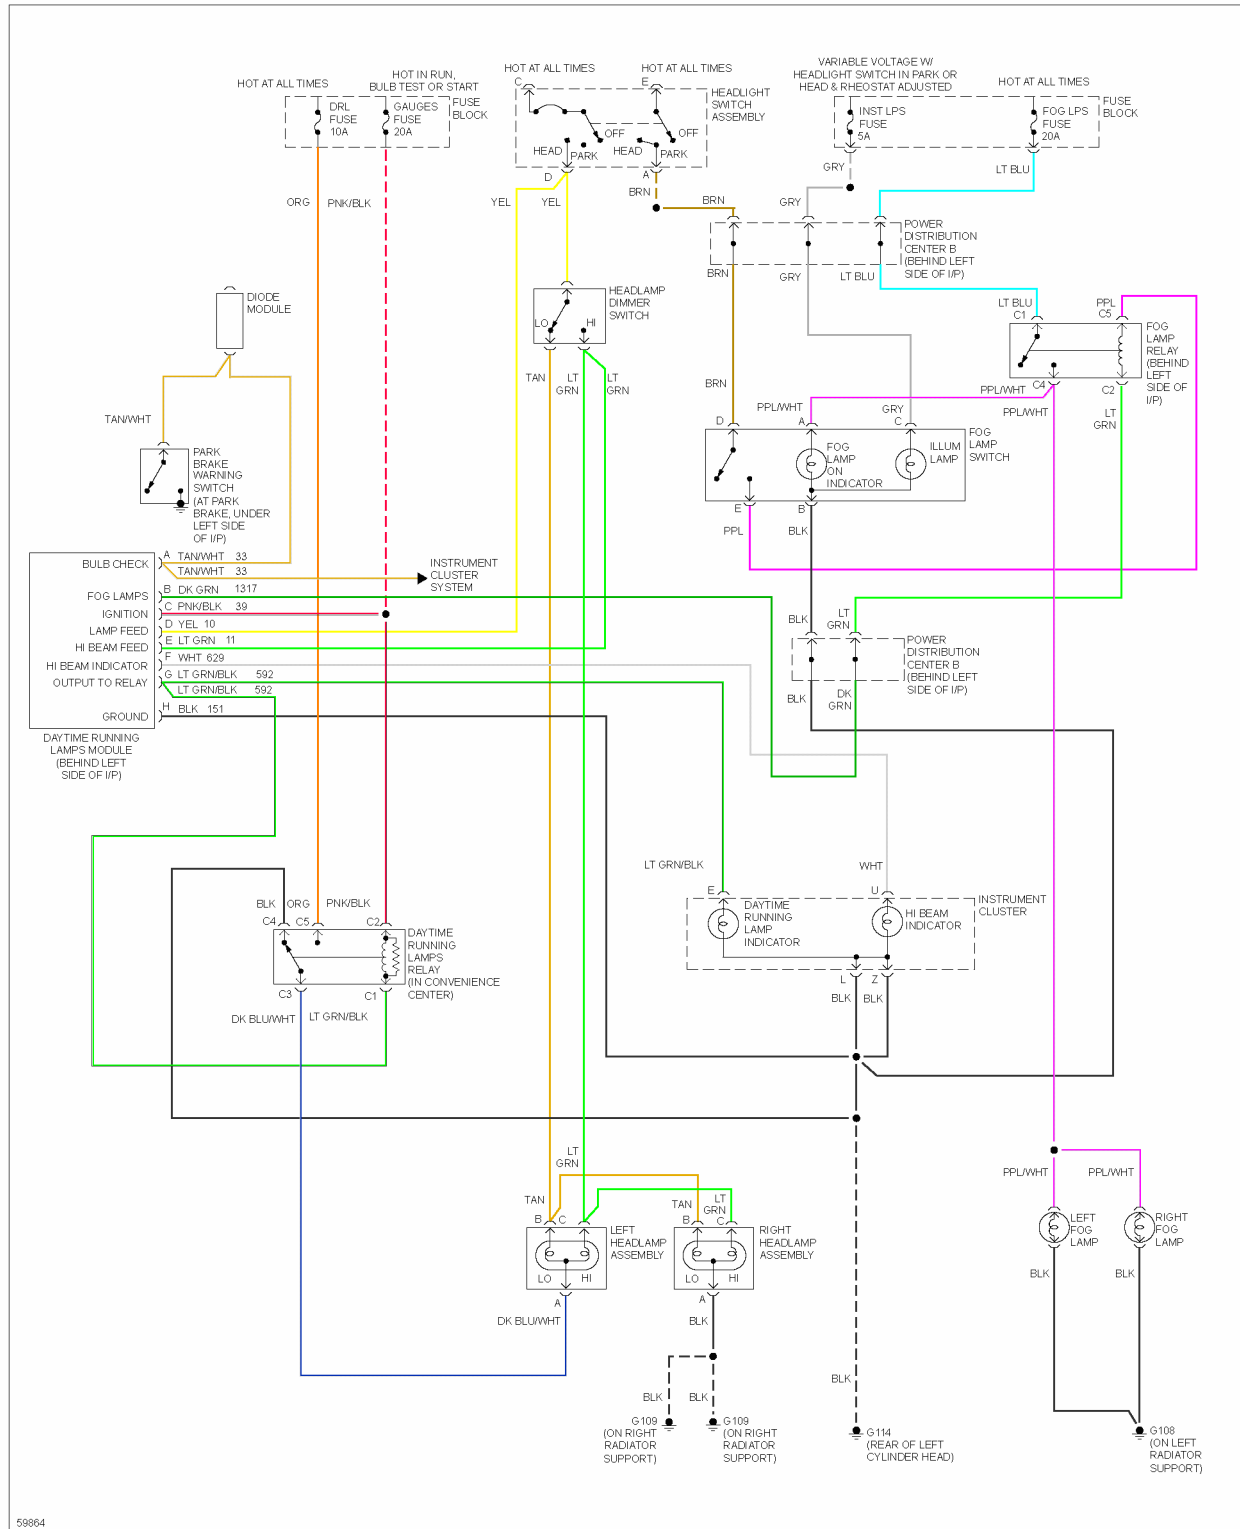 HOT AT ALL TIMES
HOT IN RUN,
BULB TEST OR START
DRL
FUSE
10A
GAUGES
FUSE
20A
FUSE
BLOCK
HOT AT ALL TIMES
HOT AT ALL TIMES
C
E
HEADLIGHT
SWITCH
ASSEMBLY
OFF
OFF
HEAD
PARK
HEAD
PARK
D
A
VARIABLE VOLTAGE W/
HEADLIGHT SWITCH IN PARK OR
HEAD & RHEOSTAT ADJUSTED
HOT AT ALL TIMES
INST LPS
FUSE
5A
FOG LPS
FUSE
20A
FUSE
BLOCK
GRY
LT BLU
ORG
PNK/BLK
YEL
YEL
BRN
BRN
GRY
POWER
DISTRIBUTION
CENTER B
(BEHIND LEFT
SIDE OF I/P)
BRN
GRY
LT BLU
DIODE
MODULE
HEADLAMP
DIMMER
SWITCH
LO
HI
LT BLU
C1
PPL
C5
FOG
LAMP
RELAY
(BEHIND
LEFT
SIDE OF
I/P)
C4
C2
TAN
LT
GRN
LT
GRN
BRN
PPL/WHT
GRY
PPL/WHT
PPL/WHT
LT
GRN
TAN/WHT
D
A
C
FOG
LAMP
SWITCH
FOG
LAMP
ON
INDICATOR
ILLUM
LAMP
E
B
PPL
BLK
PARK
BRAKE
WARNING
SWITCH
(AT PARK
BRAKE, UNDER
LEFT SIDE
OF I/P)
BULB CHECK
A TAN/WHT 33
TAN/WHT 33
INSTRUMENT
CLUSTER
SYSTEM
FOG LAMPS
B DK GRN 1317
IGNITION
C PNK/BLK 39
LAMP FEED
D YEL 10
HI BEAM FEED
E LT GRN 11
HI BEAM INDICATOR
F WHT 629
OUTPUT TO RELAY
G LT GRN/BLK 592
LT GRN/BLK 592
GROUND
H BLK 151
DAYTIME RUNNING
LAMPS MODULE
(BEHIND LEFT
SIDE OF I/P)
BLK
LT
GRN
POWER
DISTRIBUTION
CENTER B
(BEHIND LEFT
SIDE OF I/P)
BLK
DK
GRN
LT GRN/BLK
WHT
E
U
INSTRUMENT
CLUSTER
DAYTIME
RUNNING
LAMP
INDICATOR
HI BEAM
INDICATOR
L
Z
BLK
BLK
BLK
ORG
PNK/BLK
C4
C5
C2
DAYTIME
RUNNING
LAMPS
RELAY
(IN CONVENIENCE
CENTER)
C3
C1
DK BLU/WHT
LT GRN/BLK
LT
GRN
TAN
B
C
LEFT
HEADLAMP
ASSEMBLY
LO
HI
A
DK BLU/WHT
TAN
LT
GRN
B
C
RIGHT
HEADLAMP
ASSEMBLY
LO
HI
A
BLK
BLK
BLK
G109
(ON RIGHT
RADIATOR
SUPPORT)
G109
(ON RIGHT
RADIATOR
SUPPORT)
BLK
G114
(REAR OF LEFT
CYLINDER HEAD)
PPL/WHT
PPL/WHT
LEFT
FOG
LAMP
RIGHT
FOG
LAMP
BLK
BLK
G108
(ON LEFT
RADIATOR
SUPPORT)
59864